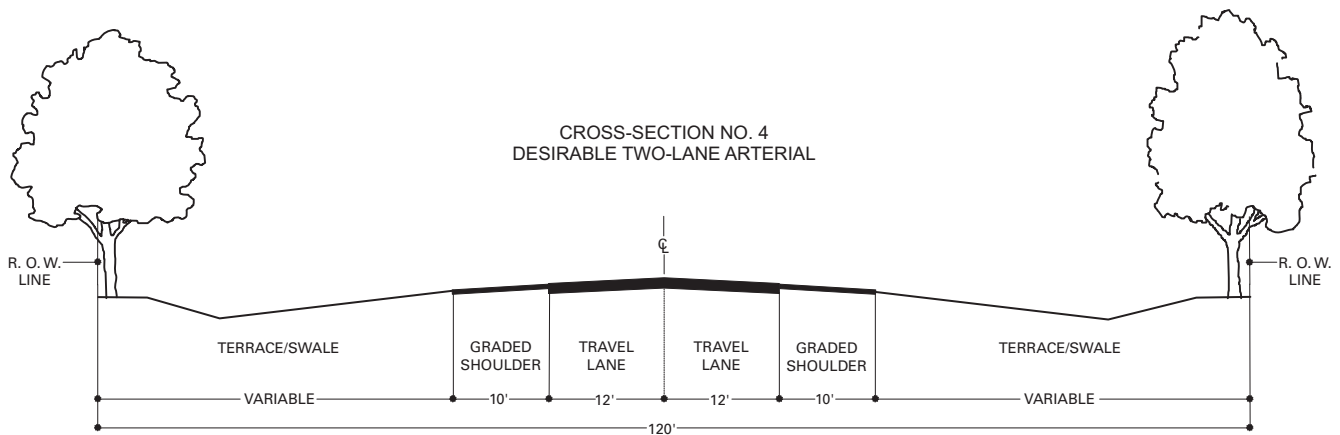 CROSS-SECTION NO. 4
DESIRABLE TWO-LANE ARTERIAL
℄
R. O. W.
LINE
R. O. W.
LINE
TERRACE/SWALE
GRADED
SHOULDER
TRAVEL
LANE
TRAVEL
LANE
GRADED
SHOULDER
TERRACE/SWALE
VARIABLE
10'
12'
12'
10'
VARIABLE
120'